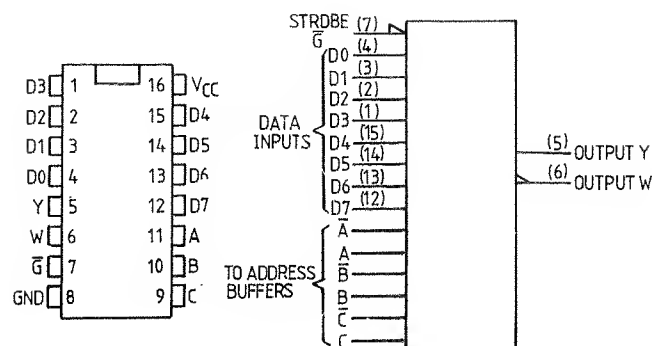 D3 1 16 VCC
D2 2 15 D4
D1 3 14 D5
D0 4 13 D6
Y 5 12 D7
W 6 11 A
G̅ 7 10 B
GND 8 9 C
STRDBE (7)
G̅
DATA INPUTS
D0 (4)
D1 (3)
D2 (2)
D3 (1)
D4 (15)
D5 (14)
D6 (13)
D7 (12)
TO ADDRESS
BUFFERS
A̅
A
B̅
B
C̅
C
(5) OUTPUT Y
(6) OUTPUT W